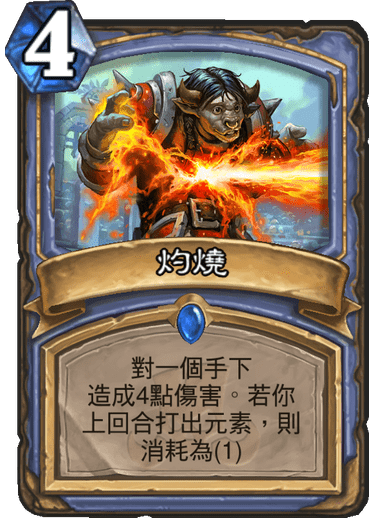 4
灼燒
對一個手下
造成4點傷害。若你
上回合打出元素，則
消耗為(1)